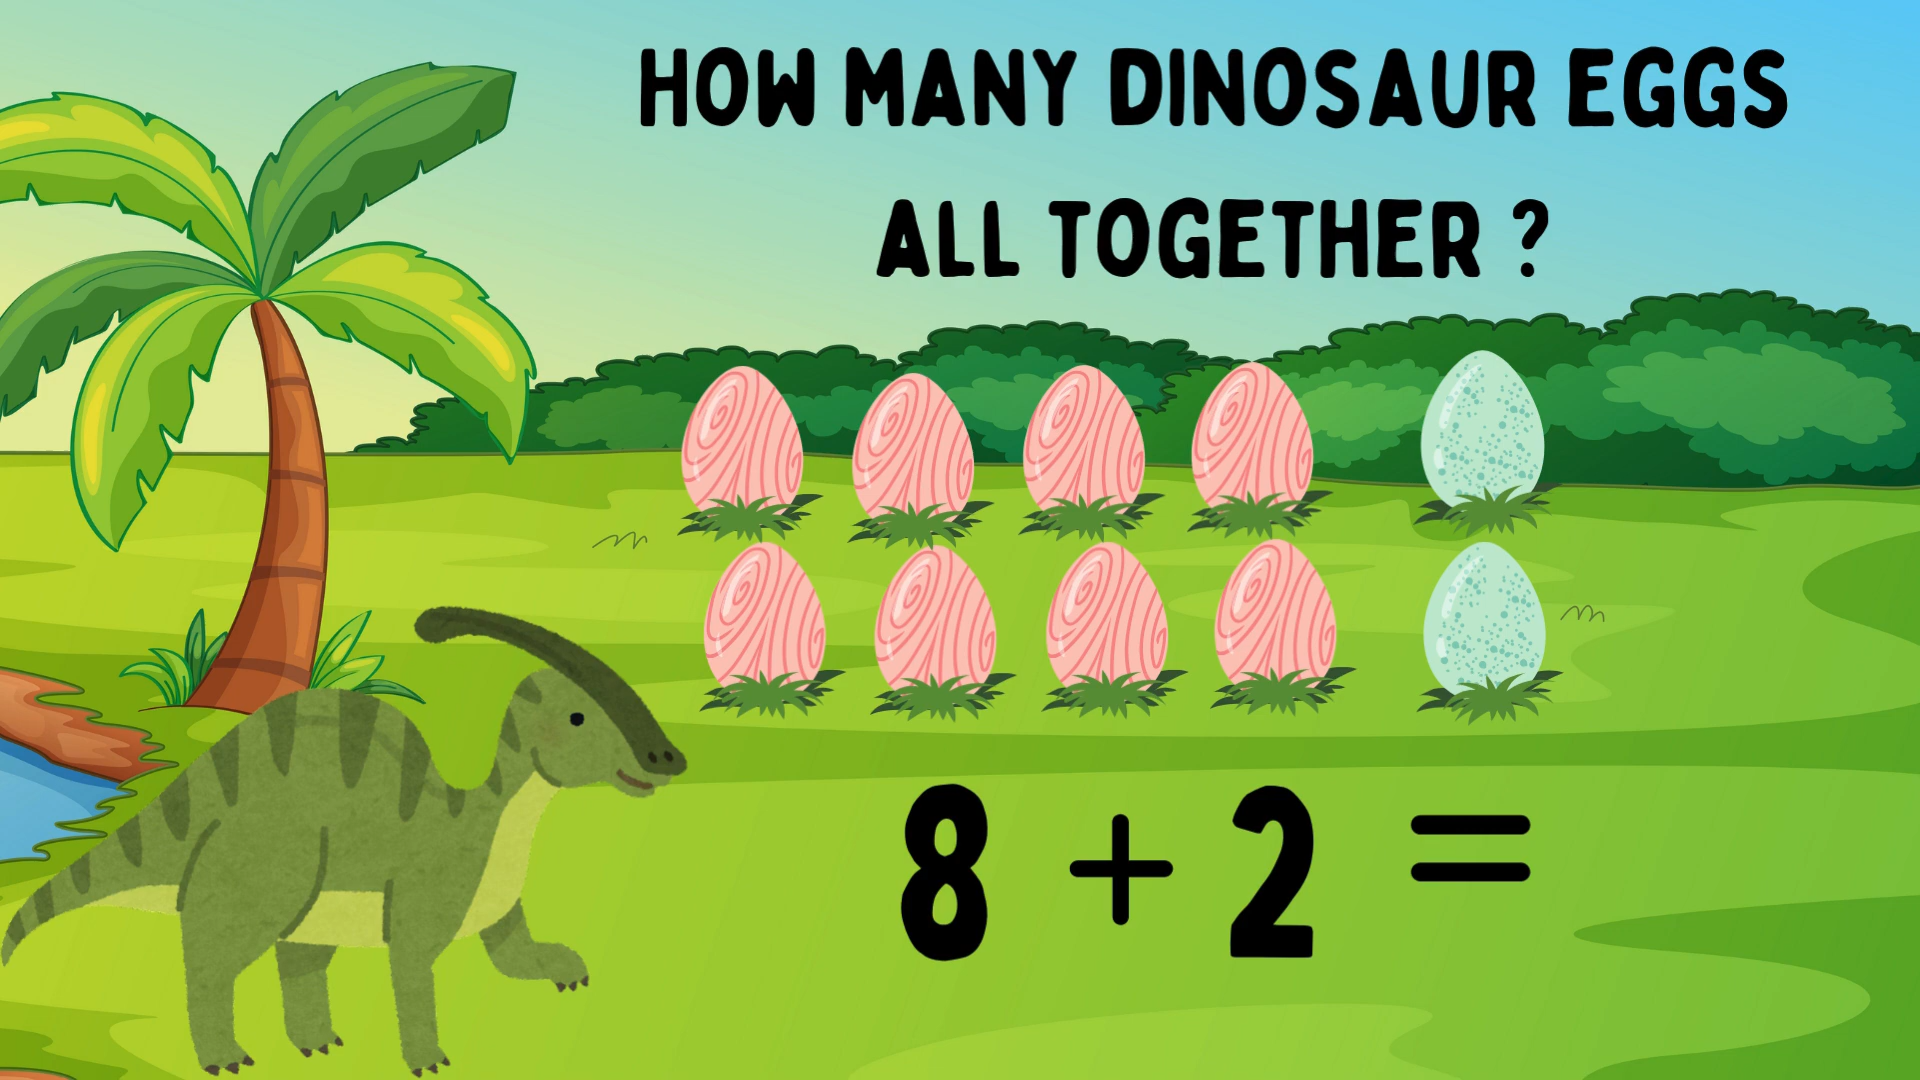 HOW MANY DINOSAUR EGGS
ALL TOGETHER ?
8 + 2 =